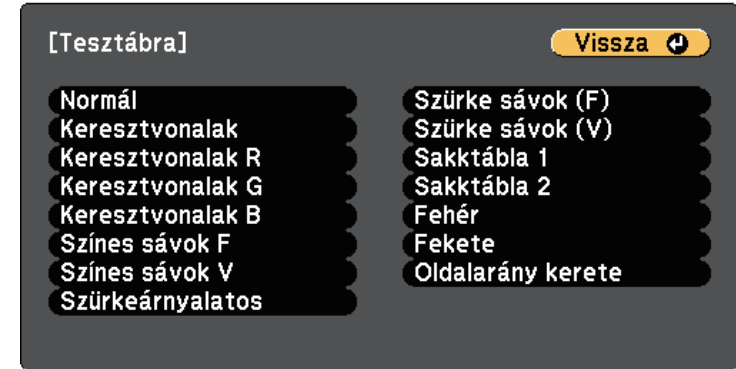 [Tesztábra]
Vissza
Normál
Keresztvonalak
Keresztvonalak R
Keresztvonalak G
Keresztvonalak B
Színes sávok F
Színes sávok V
Szürkeárnyalatos
Szürke sávok (F)
Szürke sávok (V)
Sakktábla 1
Sakktábla 2
Fehér
Fekete
Oldalarány kerete